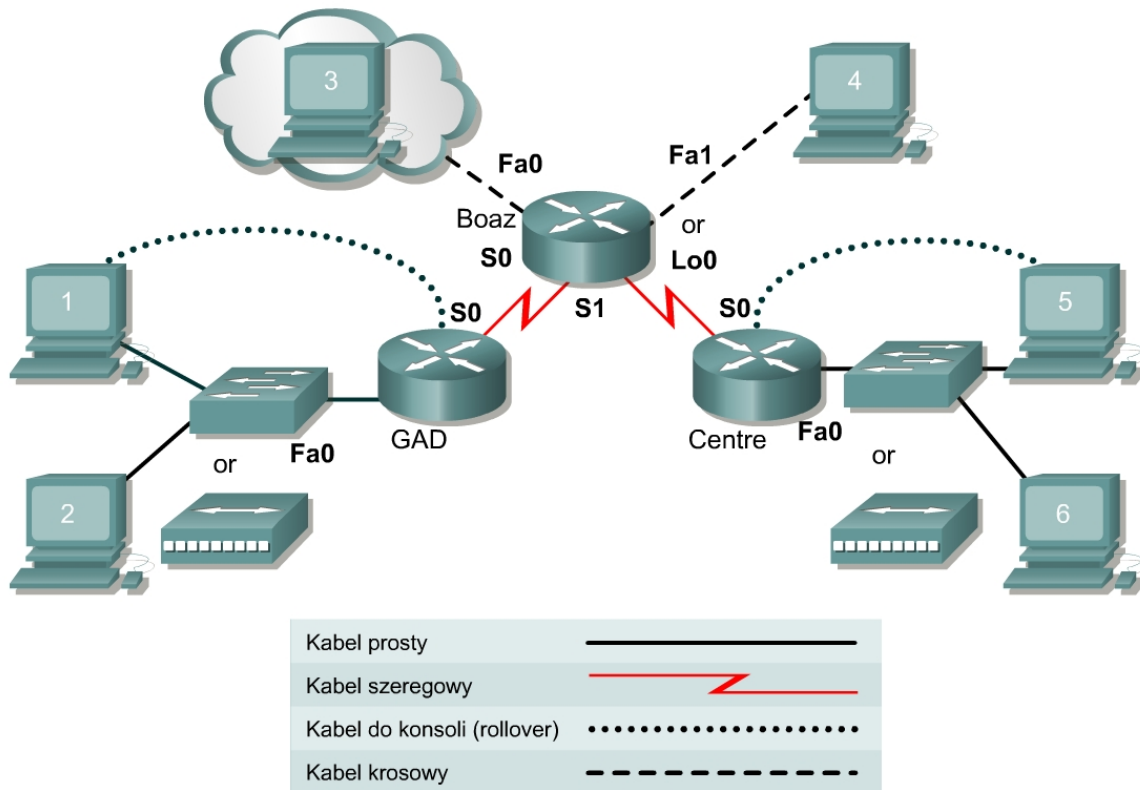 3
4
Fa0
Fa1
Boaz
or
S0
Lo0
1
S0
S1
S0
5
GAD
Centre
Fa0
Fa0
or
or
2
6
Kabel prosty
Kabel szeregowy
Kabel do konsoli (rollover)
Kabel krosowy